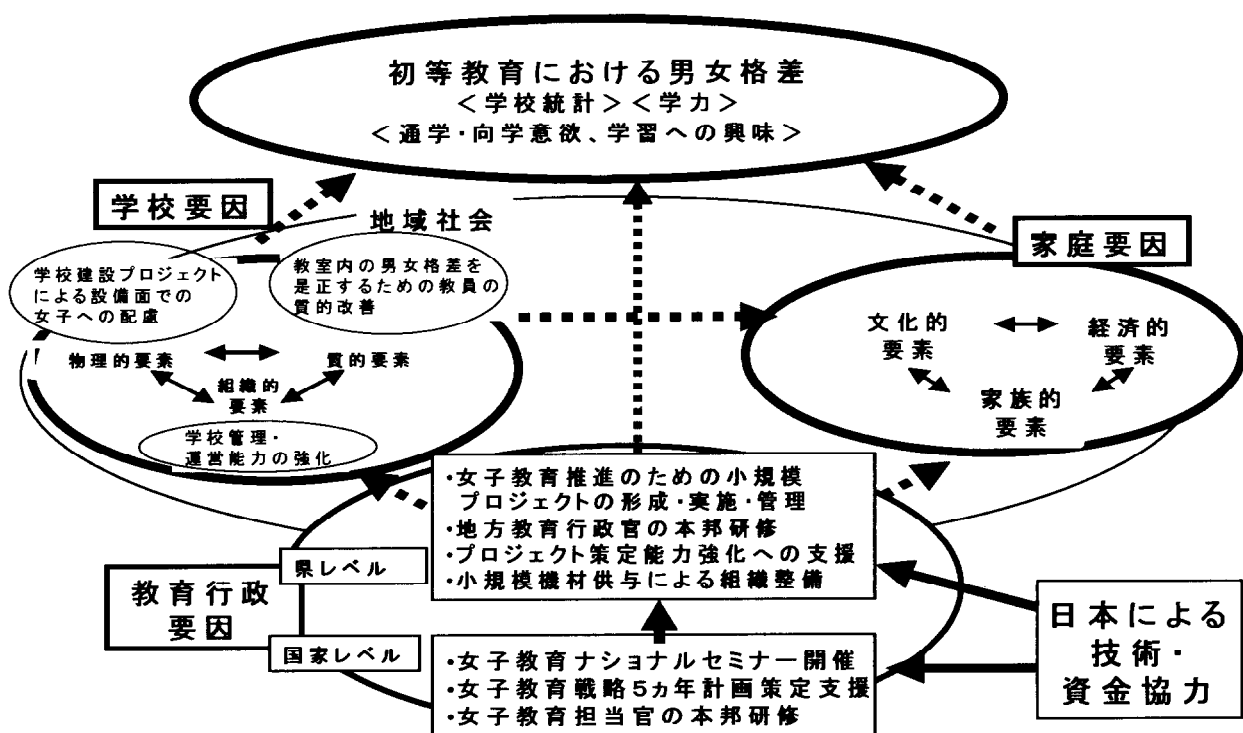 初等教育における男女格差
＜学校統計＞＜学力＞
＜通学・向学意欲、学習への興味＞
学校要因
地域社会
家庭要因
学校建設プロジェクト
による設備面での
女子への配慮
教室内の男女格差を
是正するための教員の
質的改善
物理的要素
質的要素
組織的
要素
学校管理・
運営能力の強化
文化的
要素
経済的
要素
家族的
要素
・女子教育推進のための小規模
プロジェクトの形成・実施・管理
・地方教育行政官の本邦研修
・プロジェクト策定能力強化への支援
・小規模機材供与による組織整備
県レベル
教育行政
要因
国家レベル
・女子教育ナショナルセミナー開催
・女子教育戦略5ヵ年計画策定支援
・女子教育担当官の本邦研修
日本による
技術・
資金協力